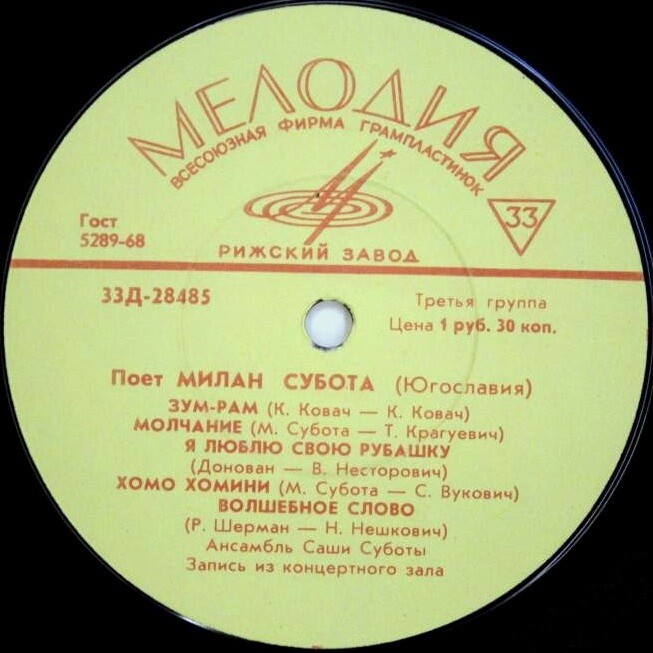 МЕЛОДИЯ
ВСЕСОЮЗНАЯ ФИРМА ГРАМПЛАСТИНОК
33
Гост
5289-68
РИЖСКИЙ ЗАВОД
33Д-28485
Третья группа
Цена 1 руб. 30 коп.
Поет МИЛАН СУБОТА (Югославия)
ЗУМ-РАМ (К. Ковач — К. Ковач)
МОЛЧАНИЕ (М. Субота — Т. Крагуевич)
Я ЛЮБЛЮ СВОЮ РУБАШКУ
(Донован — В. Несторович)
ХОМО ХОМИНИ (М. Субота — С. Вукович)
ВОЛШЕБНОЕ СЛОВО
(Р. Шерман — Н. Нешкович)
Ансамбль Саши Суботы
Запись из концертного зала